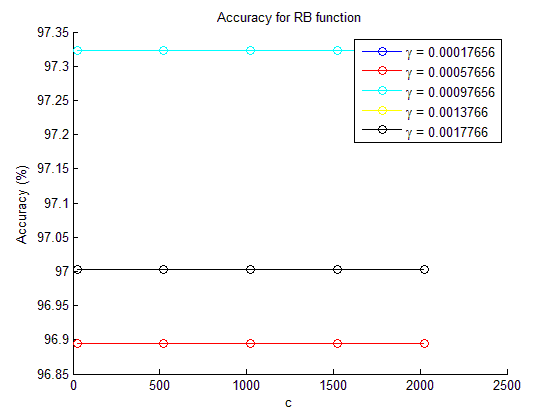 Accuracy for RB function
97.35
97.3
97.25
97.2
97.15
97.1
97.05
97
96.95
96.9
96.85
Accuracy (%)
γ = 0.00017656
γ = 0.00057656
γ = 0.00097656
γ = 0.0013766
γ = 0.0017766
0 500 1000 1500 2000 2500
c